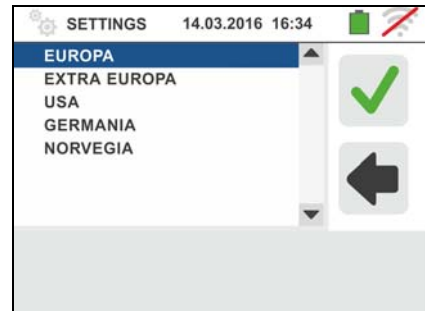 SETTINGS 14.03.2016 16:34
EUROPA
EXTRA EUROPA
USA
GERMANIA
NORVEGIA